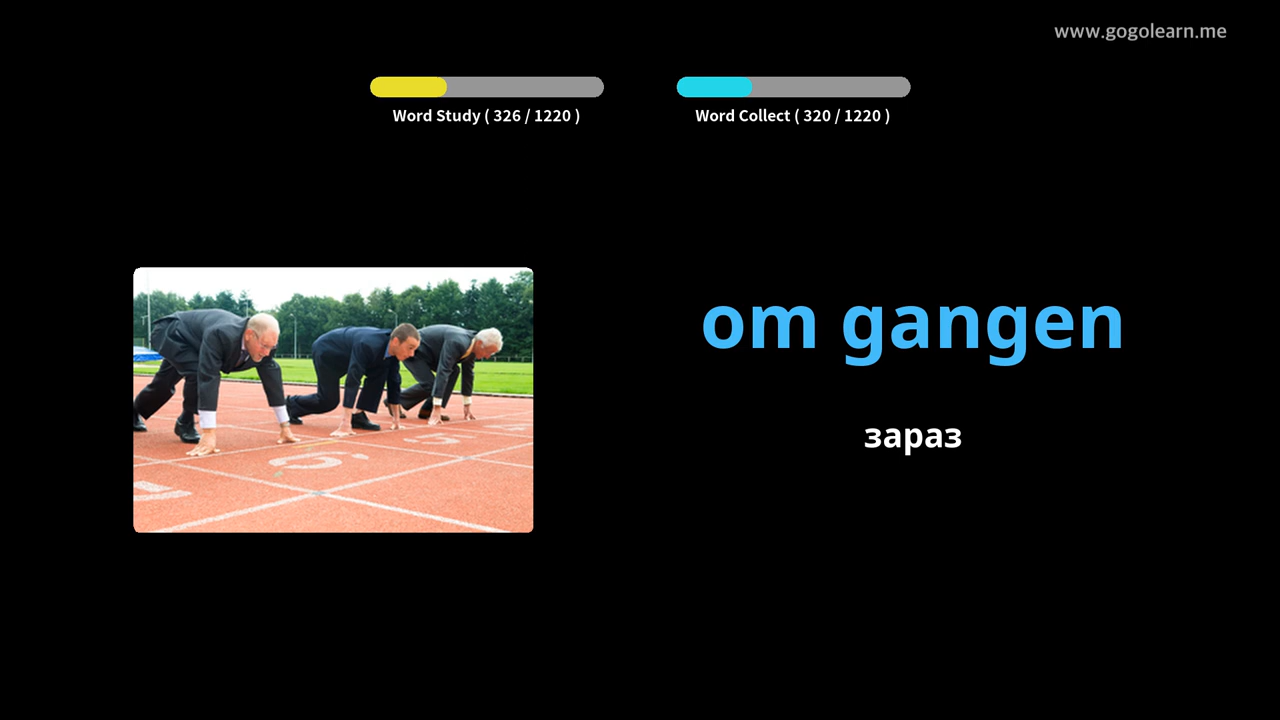 www.gogolearn.me
Word Study ( 326 / 1220 )
Word Collect ( 320 / 1220 )
om gangen
зараз